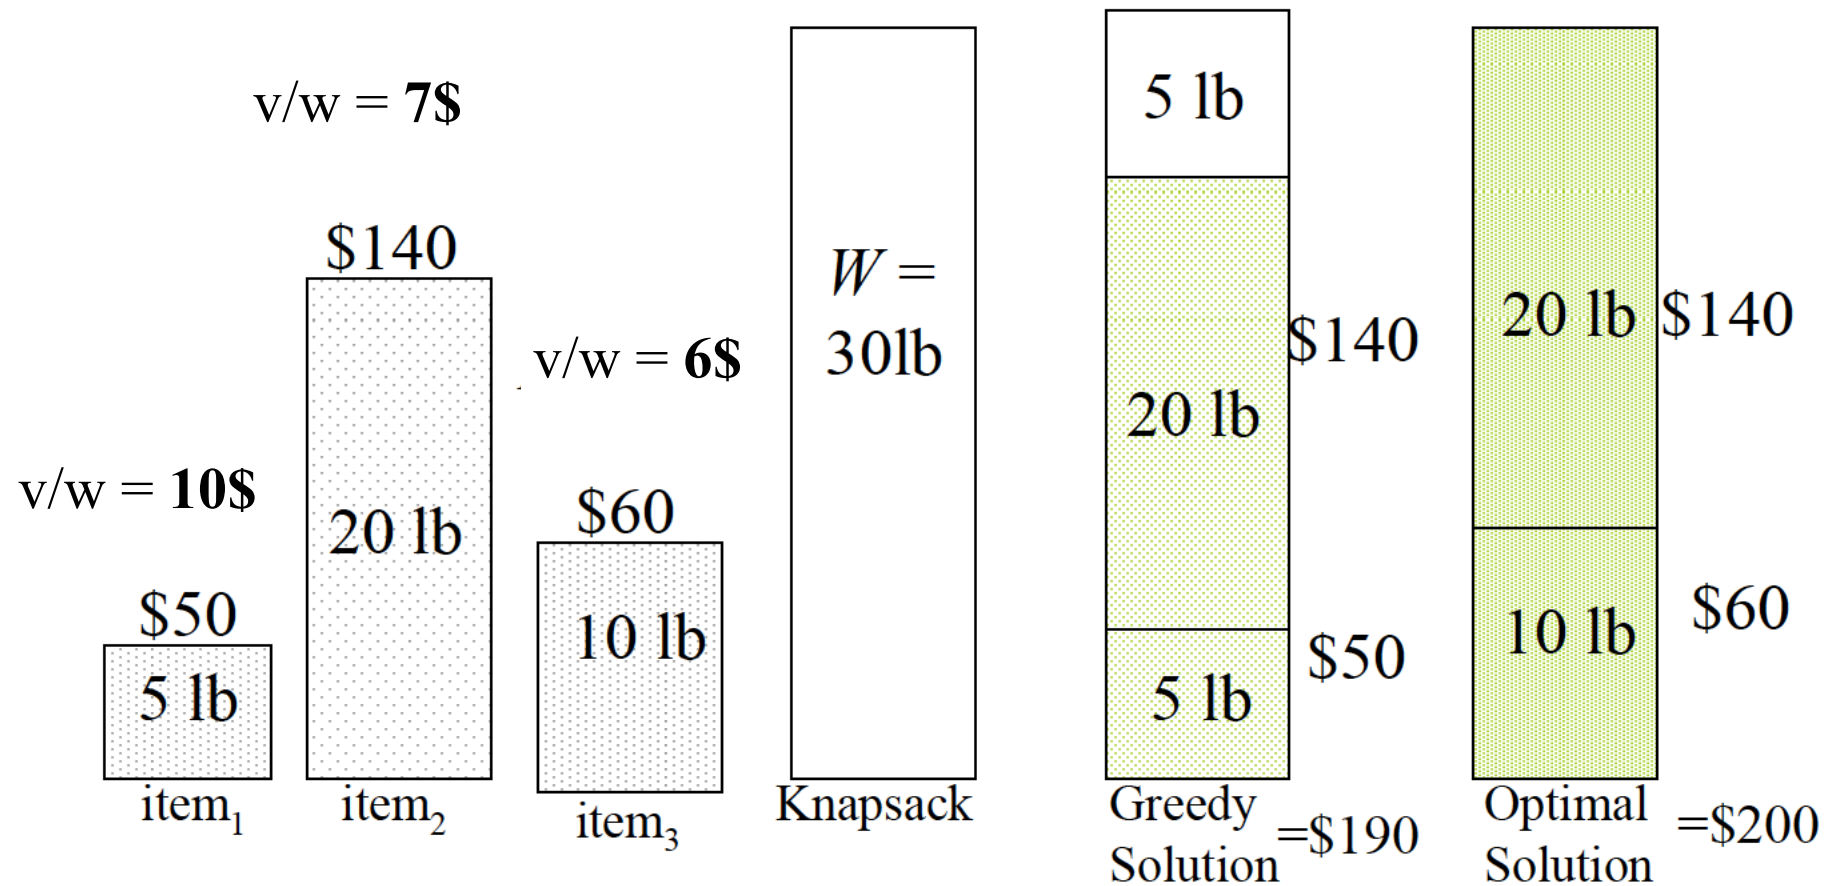 v/w = 7$
$140
v/w = 6$
v/w = 10$
$50
5 lb
20 lb
$60
10 lb
item1
item2
item3
W =
30lb
Knapsack
5 lb
20 lb
$140
5 lb
$50
Greedy
Solution
=$190
20 lb
$140
10 lb
$60
Optimal
Solution
=$200